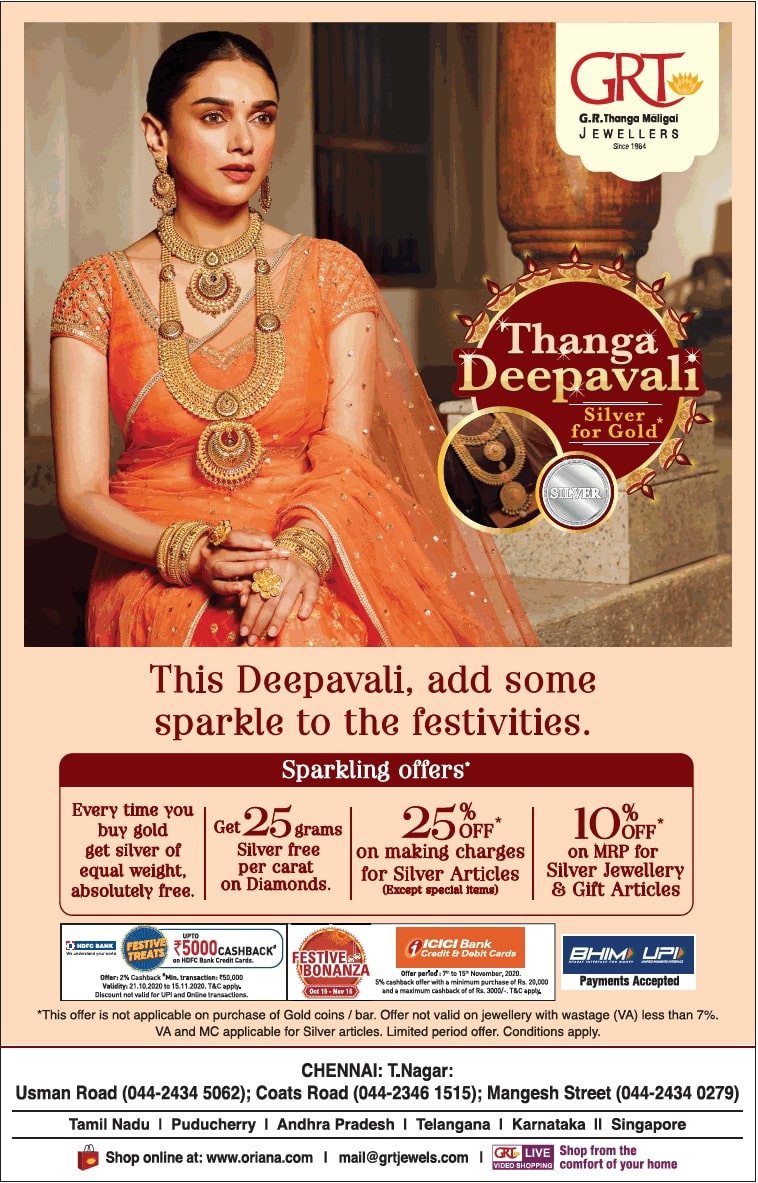 GRT
G.R.Thanga Māligai
JEWELLERS
Since 1964
Thanga
Deepavali
Silver
for Gold*
SILVER
This Deepavali, add some
sparkle to the festivities.
Sparkling offers*
Every time you
buy gold
get silver of
equal weight,
absolutely free.
Get 25 grams
Silver free
per carat
on Diamonds.
25% OFF*
on making charges
for Silver Articles
(Except special items)
10% OFF*
on MRP for
Silver Jewellery
& Gift Articles
HDFC BANK
We understand your world
FESTIVE
TREATS
UPTO
₹5000 CASHBACK#
on HDFC Bank Credit Cards.
Offer: 2% Cashback #Min. transaction: ₹50,000
Validity: 21.10.2020 to 15.11.2020. T&C apply.
Discount not valid for UPI and Online transactions.
FESTIVE
BONANZA
Oct 15 - Nov 15
ICICI Bank
Credit & Debit Cards
Offer period: 7th to 15th November, 2020.
5% cashback offer with a minimum purchase of Rs. 20,000
and a maximum cashback of of Rs. 3000/-. T&C apply.
BHIM UPI
BHARAT INTERFACE FOR MONEY UNIFIED PAYMENTS INTERFACE
Payments Accepted
*This offer is not applicable on purchase of Gold coins / bar. Offer not valid on jewellery with wastage (VA) less than 7%.
VA and MC applicable for Silver articles. Limited period offer. Conditions apply.
CHENNAI: T.Nagar:
Usman Road (044-2434 5062); Coats Road (044-2346 1515); Mangesh Street (044-2434 0279)
Tamil Nadu | Puducherry | Andhra Pradesh | Telangana | Karnataka || Singapore
Shop online at: www.oriana.com | mail@grtjewels.com | GRT LIVE
VIDEO SHOPPING
Shop from the
comfort of your home